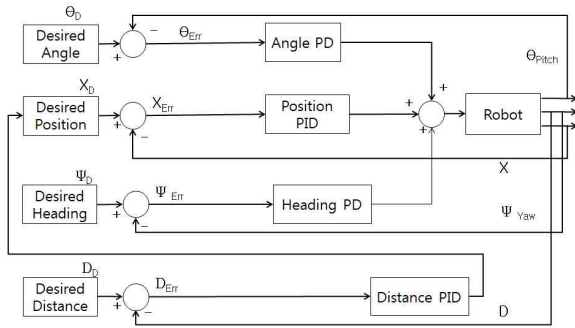 θD
Desired
Angle
+
−
θErr
Angle PD
θPitch
XD
Desired
Position
+
−
XErr
Position
PID
+
+
+
Robot
X
ΨD
Desired
Heading
+
−
Ψ Err
Heading PD
Ψ Yaw
DD
Desired
Distance
+
−
DErr
Distance PID
D